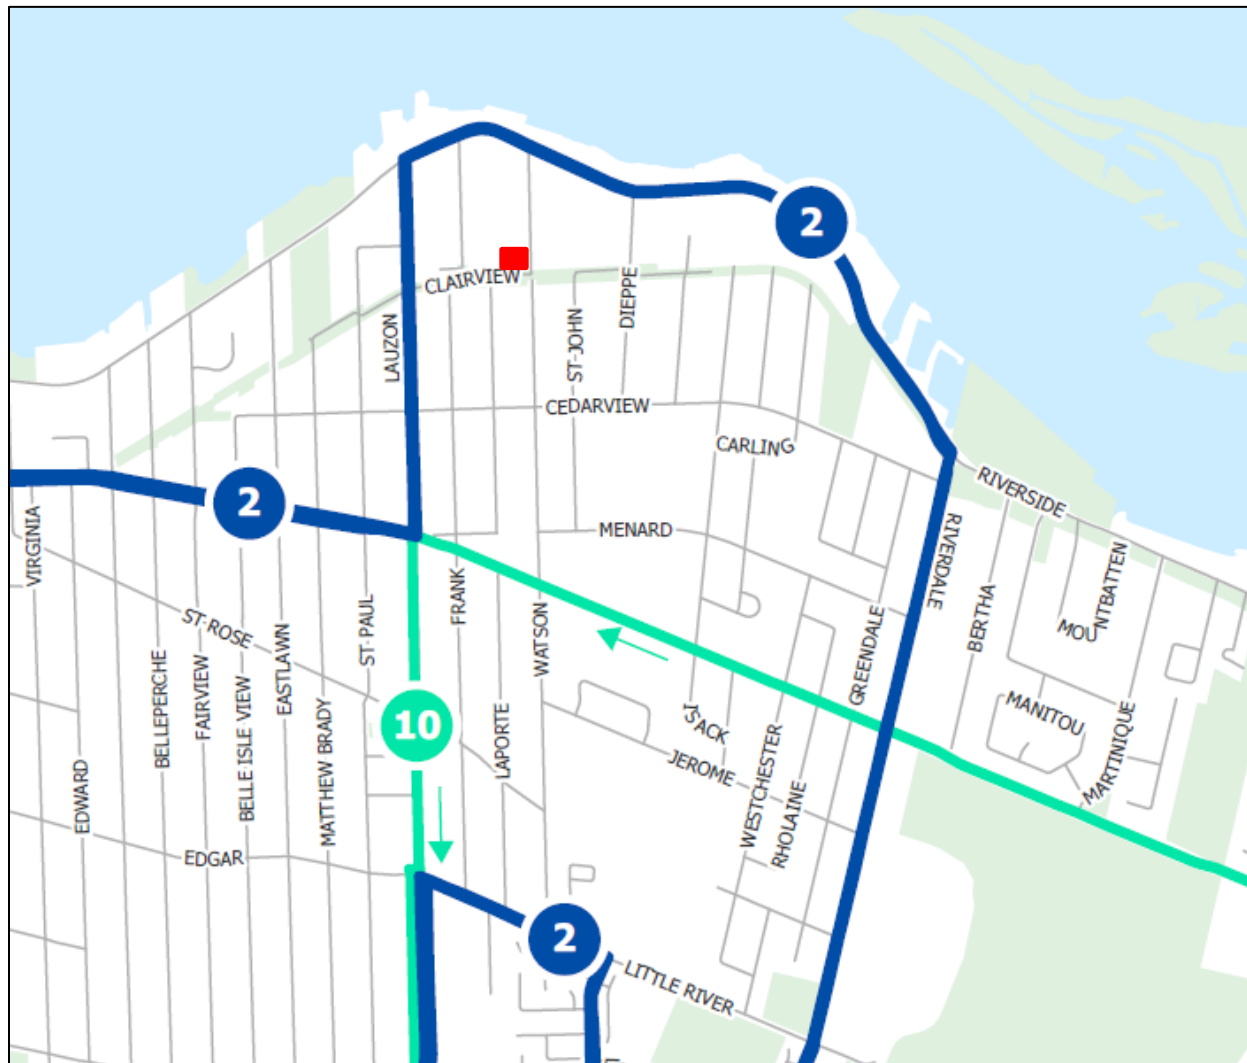 2
CLAIRVIEW
DIEPPE
LAUZON
ST-JOHN
CEDARVIEW
CARLING
2
RIVERSIDE
VIRGINIA
MENARD
RIVERDALE
MOUNTBATTEN
FRANK
BERTHA
ST-PAUL
ST-ROSE
WATSON
GREENDALE
EASTLAWN
BELLEPERCHE
FAIRVIEW
BELLE ISLE VIEW
MATTHEW BRADY
10
LAPORTE
ISACK
JEROME
MANITOU
MARTINIQUE
WESTCHESTER
RHOLAINE
EDWARD
EDGAR
2
LITTLE RIVER